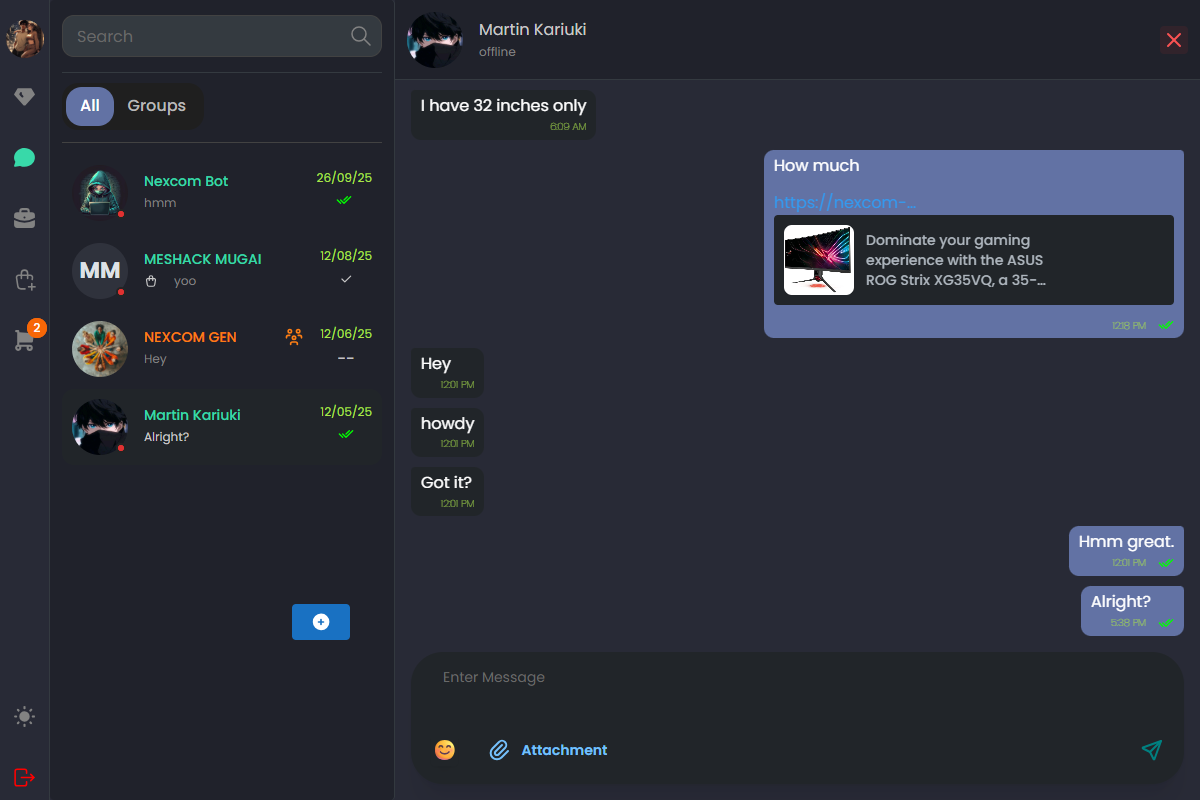 Search
All
Groups
Nexcom Bot
26/09/25
hmm
MM
MESHACK MUGAI
12/08/25
yoo
NEXCOM GEN
12/06/25
Hey
--
Martin Kariuki
12/05/25
Alright?
2
Martin Kariuki
offline
I have 32 inches only
6:09 AM
How much
https://nexcom-...
Dominate your gaming
experience with the ASUS
ROG Strix XG35VQ, a 35-...
12:18 PM
Hey
12:01 PM
howdy
12:01 PM
Got it?
12:01 PM
Hmm great.
12:01 PM
Alright?
5:38 PM
Enter Message
Attachment